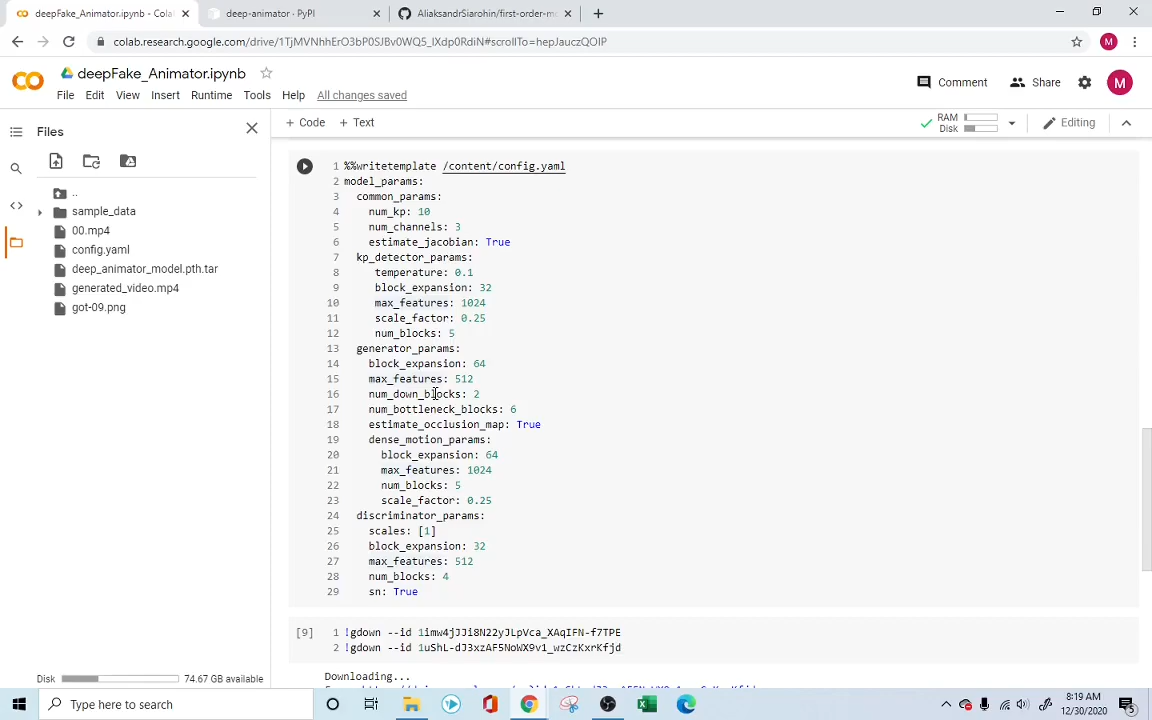 deepFake_Animator.ipynb - Cola
deep-animator · PyPI
AliaksandrSiarohin/first-order-mo
colab.research.google.com/drive/1TjMVNhhErO3bP0SJBv0WQ5_IXdp0RdiN#scrollTo=hepJauczQOIP
M
CO
deepFake_Animator.ipynb
Comment
Share
M
File Edit View Insert Runtime Tools Help All changes saved
Files
+ Code + Text
RAM
Disk
Editing
..
sample_data
00.mp4
config.yaml
deep_animator_model.pth.tar
generated_video.mp4
got-09.png
1 %%writetemplate /content/config.yaml
2 model_params:
3 common_params:
4 num_kp: 10
5 num_channels: 3
6 estimate_jacobian: True
7 kp_detector_params:
8 temperature: 0.1
9 block_expansion: 32
10 max_features: 1024
11 scale_factor: 0.25
12 num_blocks: 5
13 generator_params:
14 block_expansion: 64
15 max_features: 512
16 num_down_blocks: 2
17 num_bottleneck_blocks: 6
18 estimate_occlusion_map: True
19 dense_motion_params:
20 block_expansion: 64
21 max_features: 1024
22 num_blocks: 5
23 scale_factor: 0.25
24 discriminator_params:
25 scales: [1]
26 block_expansion: 32
27 max_features: 512
28 num_blocks: 4
29 sn: True
[9] 1 !gdown --id 1imw4jJJi8N22yJLpVca_XAqIFN-f7TPE
2 !gdown --id 1uShL-dJ3xzAF5NoWX9v1_wzCzKxrKfjd
Downloading...
Disk
74.67 GB available
Type here to search
8:19 AM
12/30/2020
5